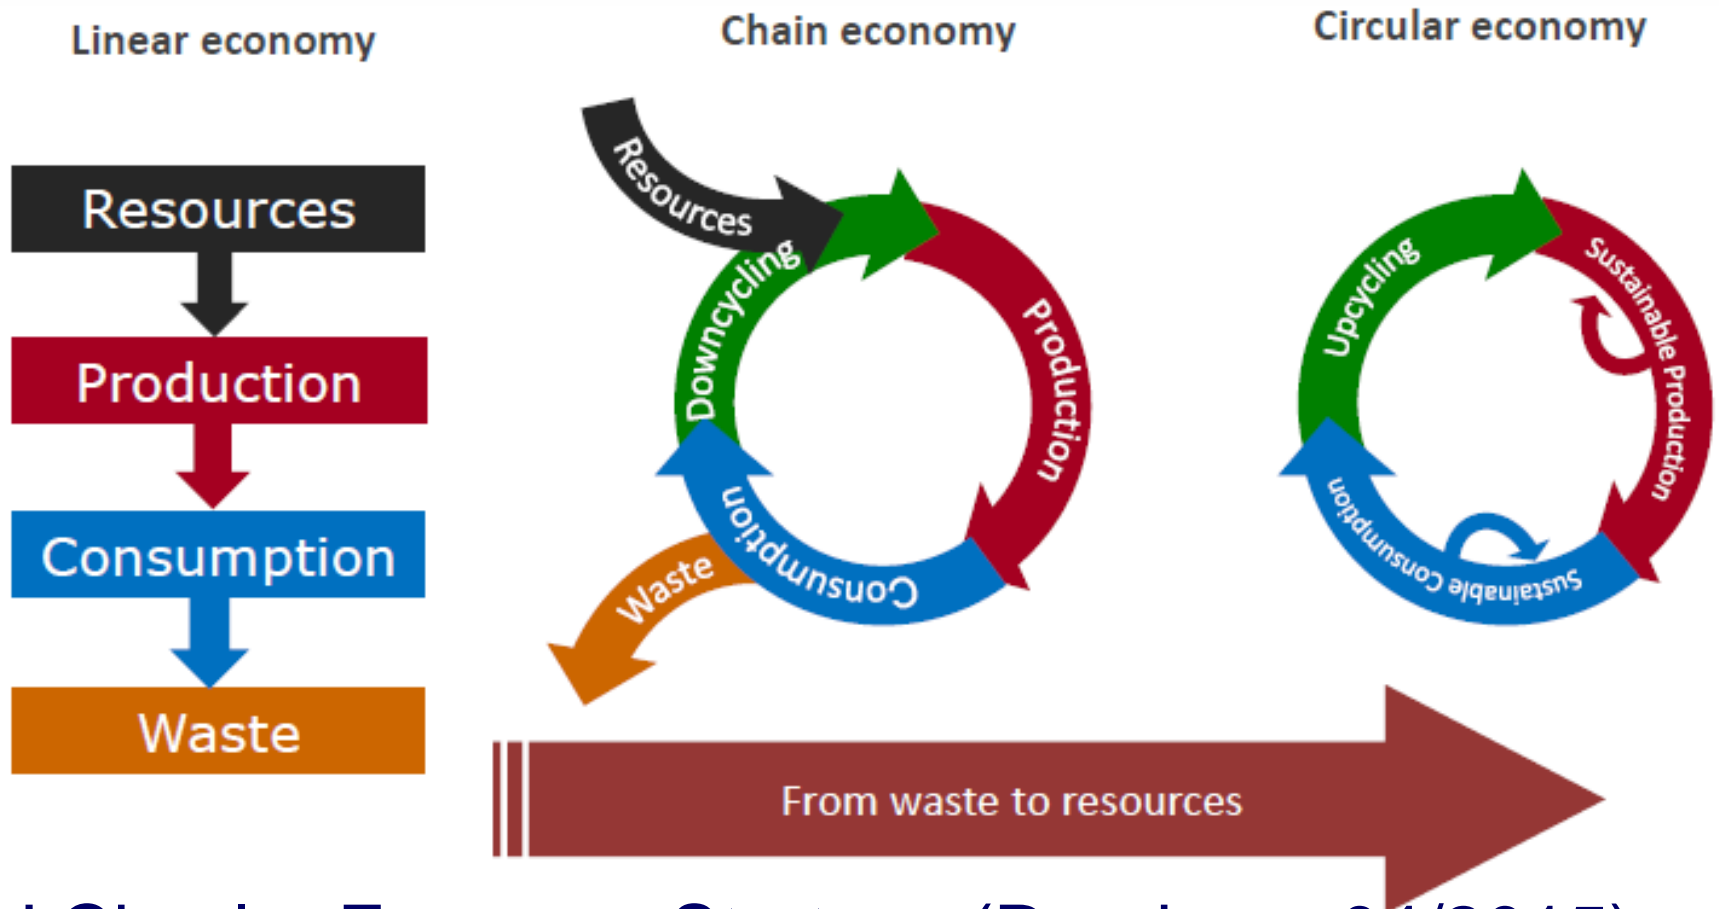 Linear economy
Resources
Production
Consumption
Waste
Chain economy
Resources
Downcycling
Production
Consumption
Waste
Circular economy
Upcycling
Sustainable Production
Sustainable Consumption
From waste to resources